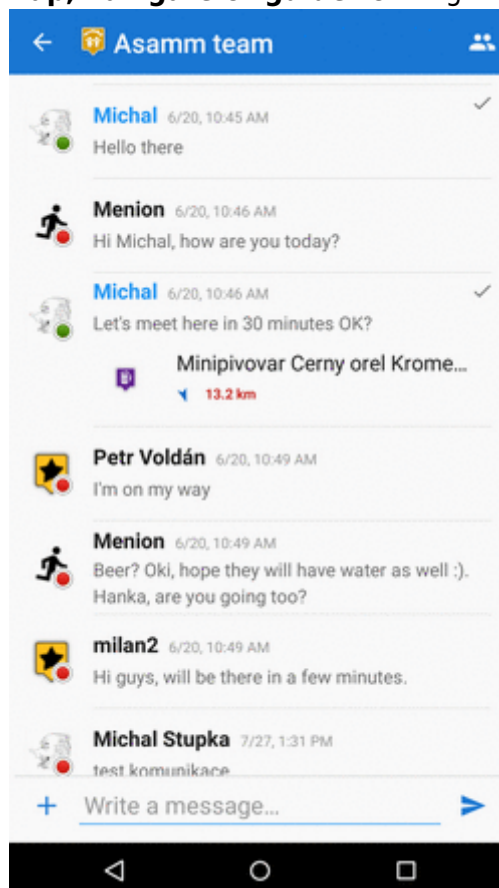 Asamm team
Michal 6/20, 10:45 AM
Hello there
Menion 6/20, 10:46 AM
Hi Michal, how are you today?
Michal 6/20, 10:46 AM
Let's meet here in 30 minutes OK?
Minipivovar Cerny orel Krome...
13.2 km
Petr Voldán 6/20, 10:49 AM
I'm on my way
Menion 6/20, 10:49 AM
Beer? Oki, hope they will have water as well :).
Hanka, are you going too?
milan2 6/20, 10:49 AM
Hi guys, will be there in a few minutes.
Michal Stupka 7/27, 1:31 PM
test komunikace
Write a message...